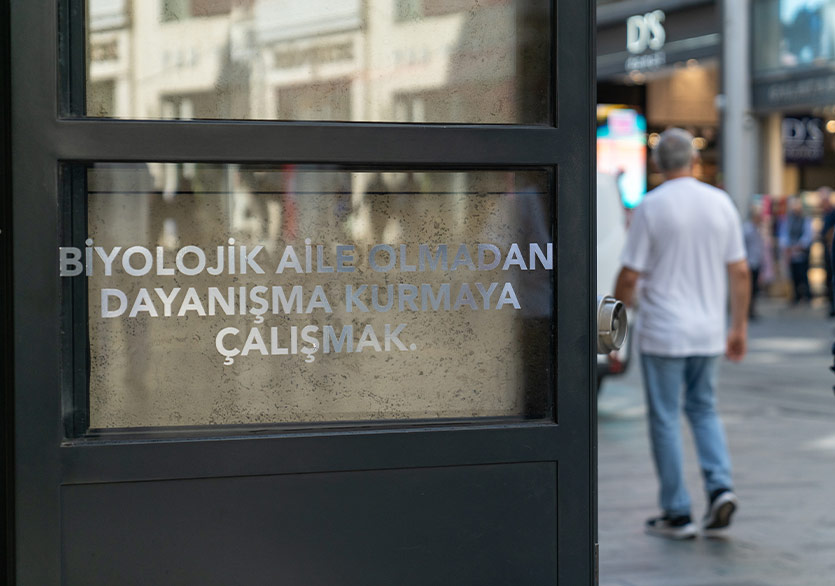 BİYOLOJİK AİLE OLMADAN
DAYANIŞMA KURMAYA
ÇALIŞMAK.
D'S
D'S